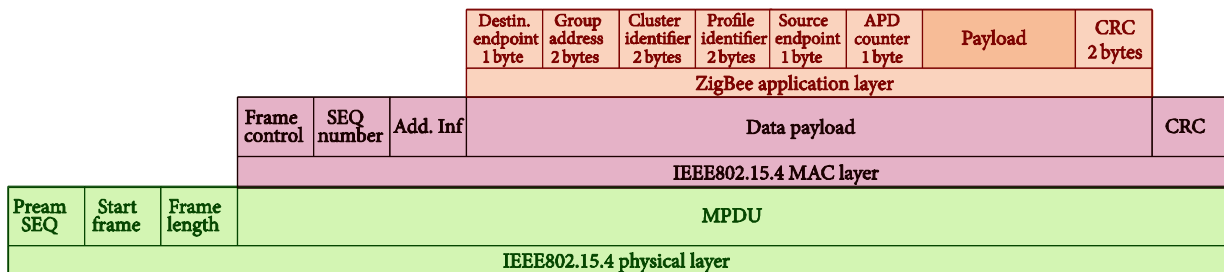 Destin. endpoint 1 byte
Group address 2 bytes
Cluster identifier 2 bytes
Profile identifier 2 bytes
Source endpoint 1 byte
APD counter 1 byte
Payload
CRC 2 bytes
ZigBee application layer
Frame control
SEQ number
Add. Inf
Data payload
CRC
IEEE802.15.4 MAC layer
Pream SEQ
Start frame
Frame length
MPDU
IEEE802.15.4 physical layer